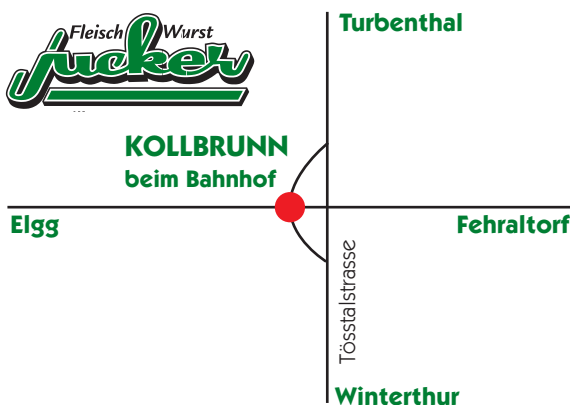 Fleisch Wurst
jucker
Turbenthal
KOLLBRUNN
beim Bahnhof
Elgg
Fehraltorf
Tösstalstrasse
Winterthur